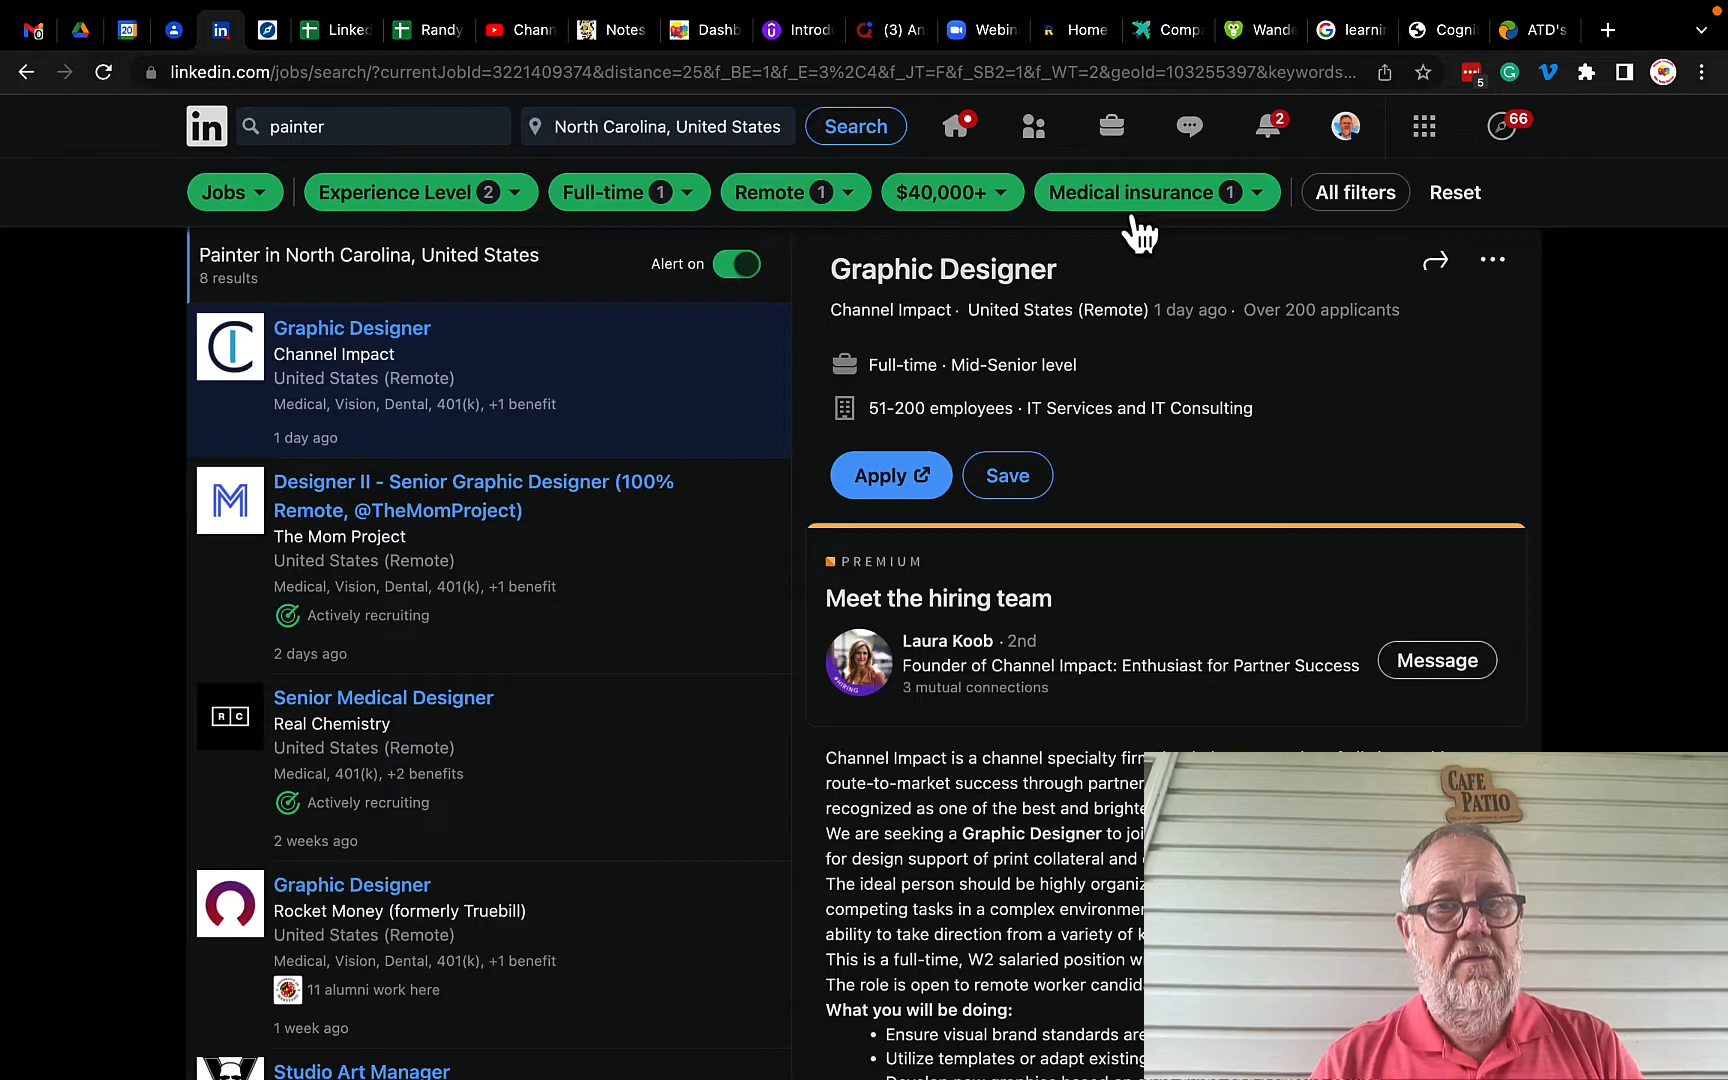 Linked
Randy
Chann
Notes
Dashb
Introdu
(3) An
Webin
Home
Comp
Wande
learnin
Cogni
ATD's
linkedin.com/jobs/search/?currentJobId=3221409374&distance=25&f_BE=1&f_E=3%2C4&f_JT=F&f_SB2=1&f_WT=2&geoId=103255397&keywords...
5
in
painter
North Carolina, United States
Search
2
66
Jobs
Experience Level 2
Full-time 1
Remote 1
$40,000+
Medical insurance 1
All filters
Reset
Painter in North Carolina, United States
8 results
Alert on
Graphic Designer
Channel Impact
United States (Remote)
Medical, Vision, Dental, 401(k), +1 benefit
1 day ago
Designer II - Senior Graphic Designer (100%
Remote, @TheMomProject)
The Mom Project
United States (Remote)
Medical, Vision, Dental, 401(k), +1 benefit
Actively recruiting
2 days ago
RC
Senior Medical Designer
Real Chemistry
United States (Remote)
Medical, 401(k), +2 benefits
Actively recruiting
2 weeks ago
Graphic Designer
Rocket Money (formerly Truebill)
United States (Remote)
Medical, Vision, Dental, 401(k), +1 benefit
11 alumni work here
1 week ago
Studio Art Manager
Graphic Designer
Channel Impact · United States (Remote) 1 day ago · Over 200 applicants
Full-time · Mid-Senior level
51-200 employees · IT Services and IT Consulting
Apply
Save
PREMIUM
Meet the hiring team
#HIRING
Laura Koob · 2nd
Founder of Channel Impact: Enthusiast for Partner Success
3 mutual connections
Message
Channel Impact is a channel specialty firm
route-to-market success through partner
recognized as one of the best and brighte
We are seeking a Graphic Designer to joi
for design support of print collateral and
The ideal person should be highly organiz
competing tasks in a complex environmen
ability to take direction from a variety of k
This is a full-time, W2 salaried position w
The role is open to remote worker candid
What you will be doing:
• Ensure visual brand standards are
• Utilize templates or adapt existing
CAFE
PATIO